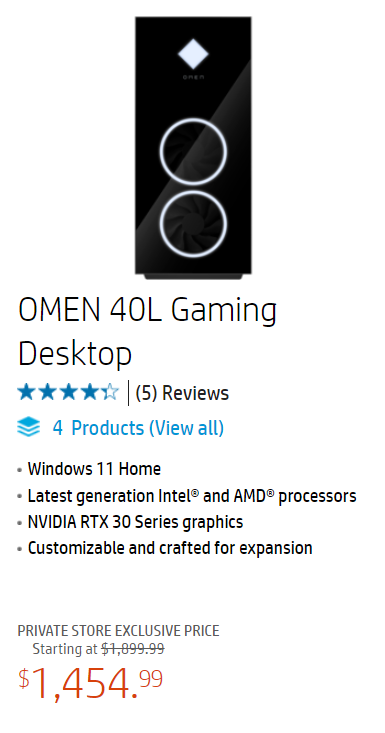 OMEN
OMEN 40L Gaming
Desktop
(5) Reviews
4 Products (View all)
• Windows 11 Home
• Latest generation Intel® and AMD® processors
• NVIDIA RTX 30 Series graphics
• Customizable and crafted for expansion
PRIVATE STORE EXCLUSIVE PRICE
Starting at $1,899.99
$1,454.99